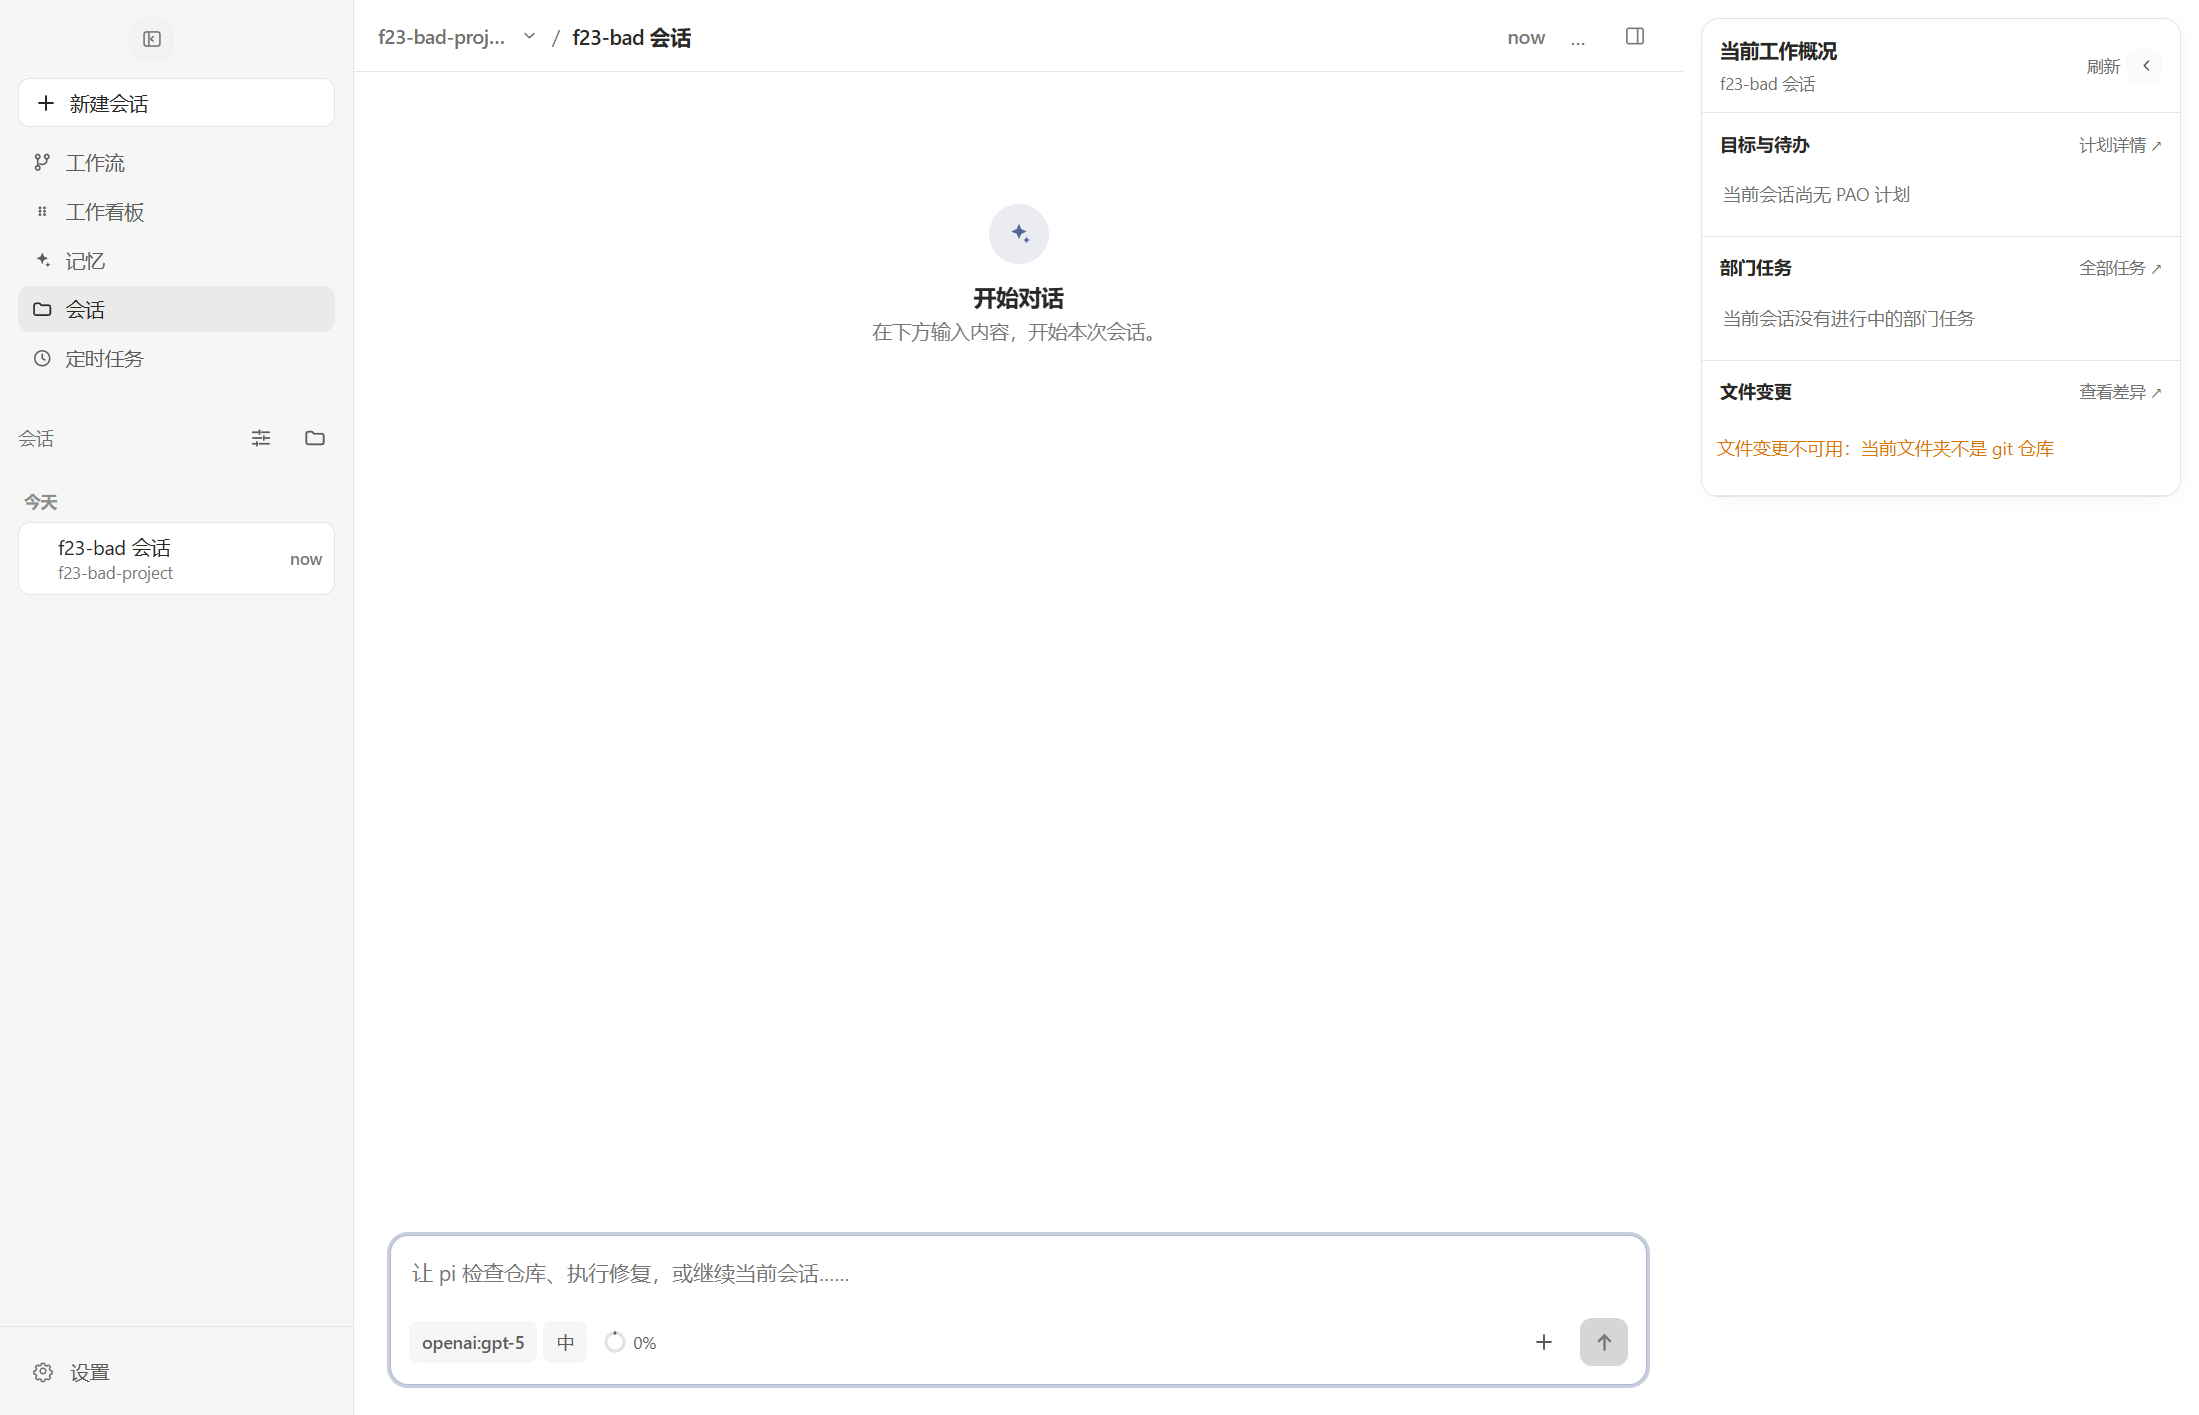 新建会话
工作流
工作看板
记忆
会话
定时任务
会话
今天
f23-bad 会话
now
f23-bad-project
设置
f23-bad-proj... / f23-bad 会话
now ...
开始对话
在下方输入内容，开始本次会话。
让 pi 检查仓库、执行修复，或继续当前会话......
openai:gpt-5 中 0%
当前工作概况
f23-bad 会话
刷新
目标与待办 计划详情 ↗
当前会话尚无 PAO 计划
部门任务 全部任务 ↗
当前会话没有进行中的部门任务
文件变更 查看差异 ↗
文件变更不可用：当前文件夹不是 git 仓库